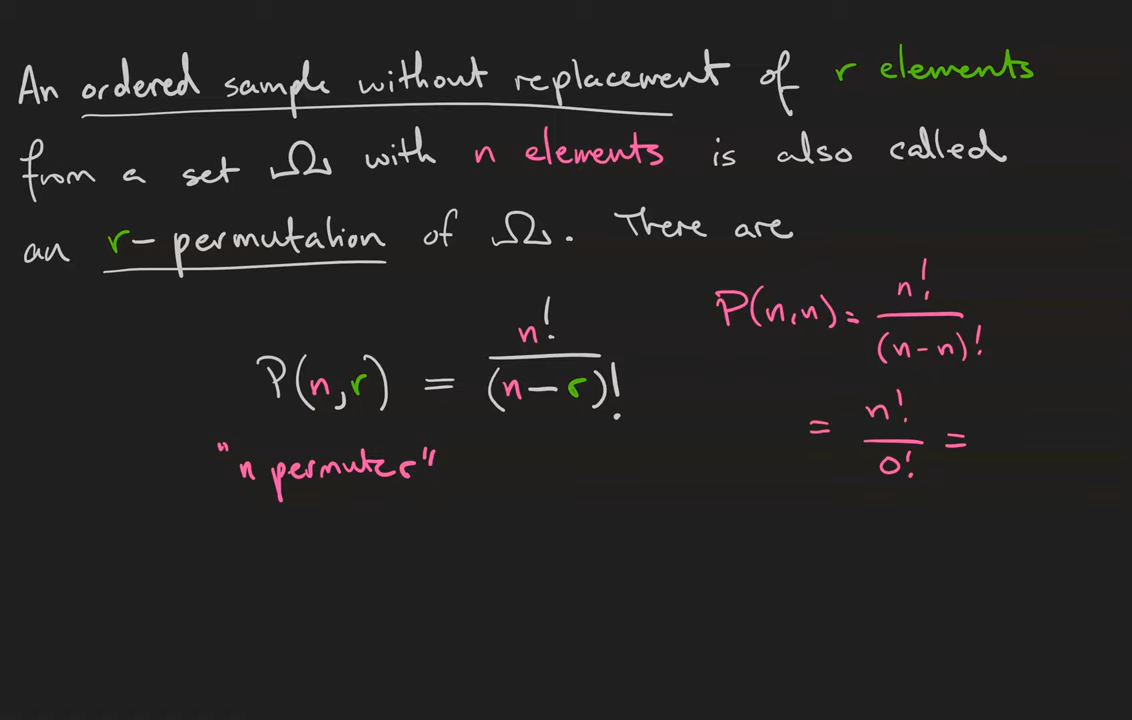 An ordered sample without replacement of r elements
from a set Ω with n elements is also called
an r-permutation of Ω. There are
P(n,r) = n!/(n-r)!
"n permutes r"
P(n,n) = n!/(n-n)!
= n!/0! =